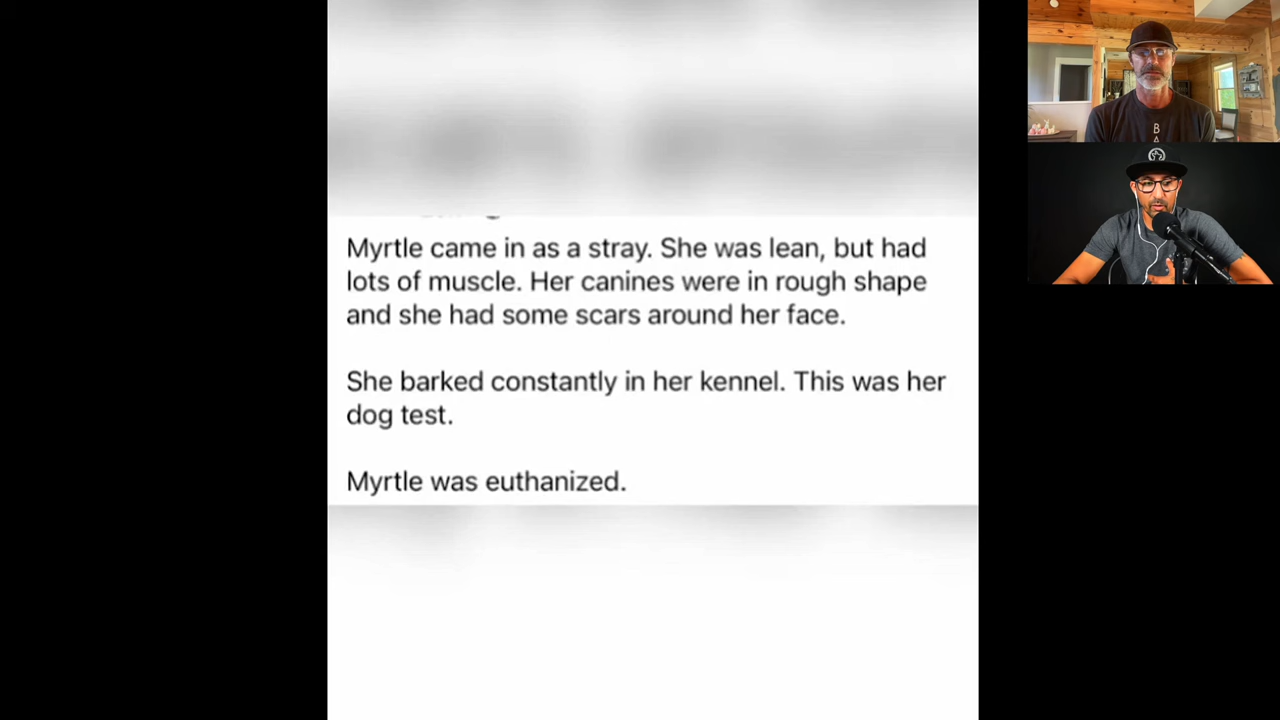 Myrtle came in as a stray. She was lean, but had
lots of muscle. Her canines were in rough shape
and she had some scars around her face.
She barked constantly in her kennel. This was her
dog test.
Myrtle was euthanized.
B
A